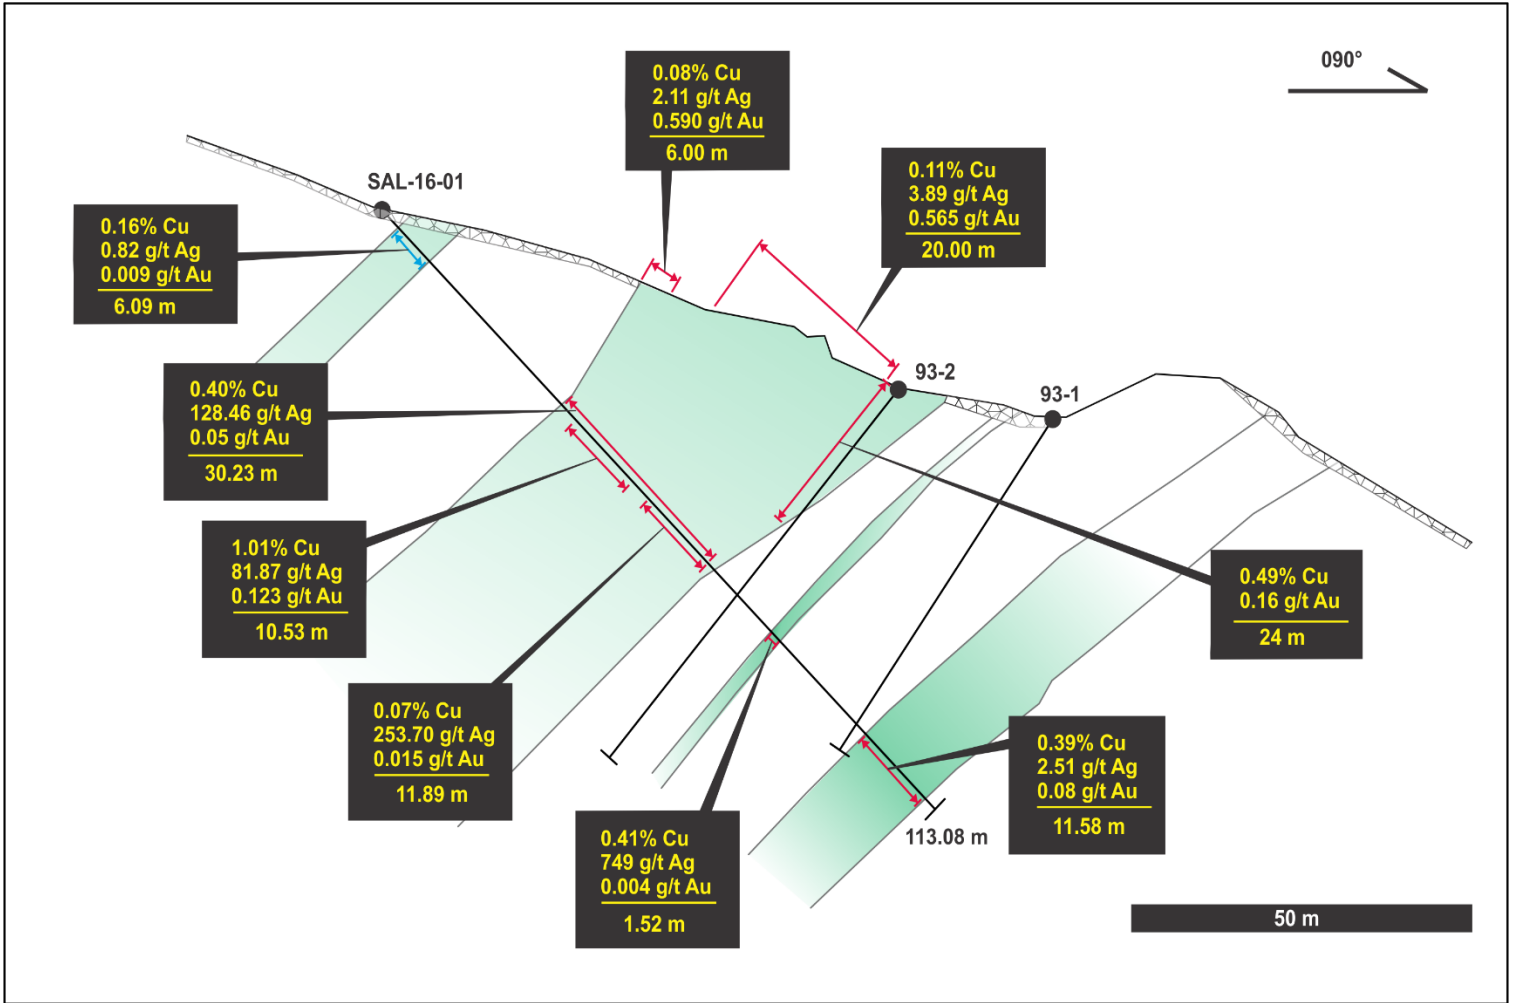 090°
0.08% Cu
2.11 g/t Ag
0.590 g/t Au
6.00 m
0.11% Cu
3.89 g/t Ag
0.565 g/t Au
20.00 m
SAL-16-01
0.16% Cu
0.82 g/t Ag
0.009 g/t Au
6.09 m
93-2
93-1
0.40% Cu
128.46 g/t Ag
0.05 g/t Au
30.23 m
1.01% Cu
81.87 g/t Ag
0.123 g/t Au
10.53 m
0.49% Cu
0.16 g/t Au
24 m
0.07% Cu
253.70 g/t Ag
0.015 g/t Au
11.89 m
0.39% Cu
2.51 g/t Ag
0.08 g/t Au
11.58 m
113.08 m
0.41% Cu
749 g/t Ag
0.004 g/t Au
1.52 m
50 m